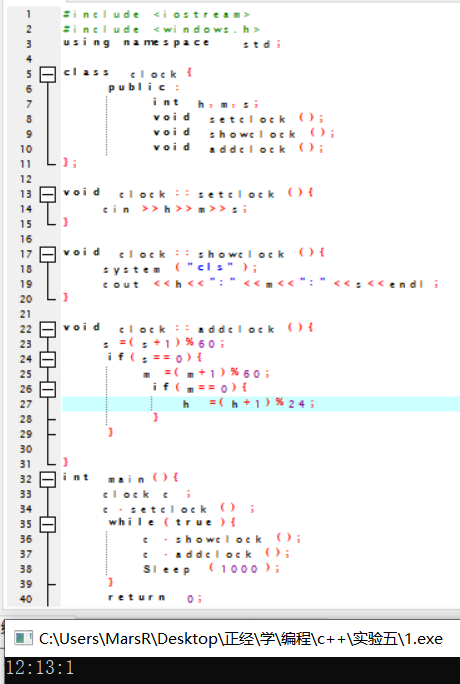 1 #include <iostream>
2 #include <windows.h>
3 using namespace std;
4
5 class clock{
6 public:
7 int h,m,s;
8 void setclock();
9 void showclock();
10 void addclock();
11 };
12
13 void clock::setclock(){
14 cin>>h>>m>>s;
15 }
16
17 void clock::showclock(){
18 system("cls");
19 cout<<h<<":"<<m<<":"<<s<<endl;
20 }
21
22 void clock::addclock(){
23 s=(s+1)%60;
24 if(s==0){
25 m=(m+1)%60;
26 if(m==0){
27 h=(h+1)%24;
28 }
29 }
30
31 }
32 int main(){
33 clock c;
34 c.setclock();
35 while(true){
36 c.showclock();
37 c.addclock();
38 Sleep(1000);
39 }
40 return 0;
C:\Users\MarsR\Desktop\正经\学\编程\c++\实验五\1.exe
12:13:1